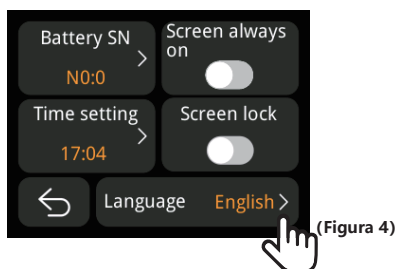 Battery SN
N0:0
Screen always
on
Time setting
17:04
Screen lock
Language English
(Figura 4)